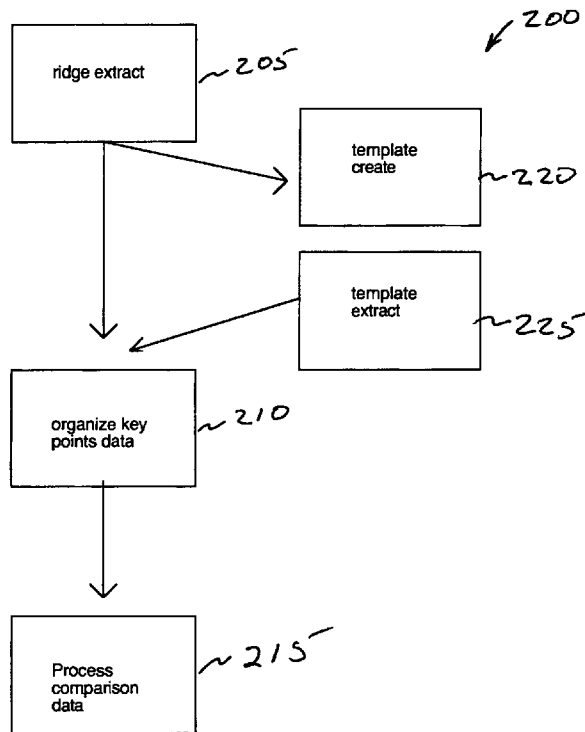 200
ridge extract
205
template
create
220
template
extract
225
organize key
points data
210
Process
comparison
data
215